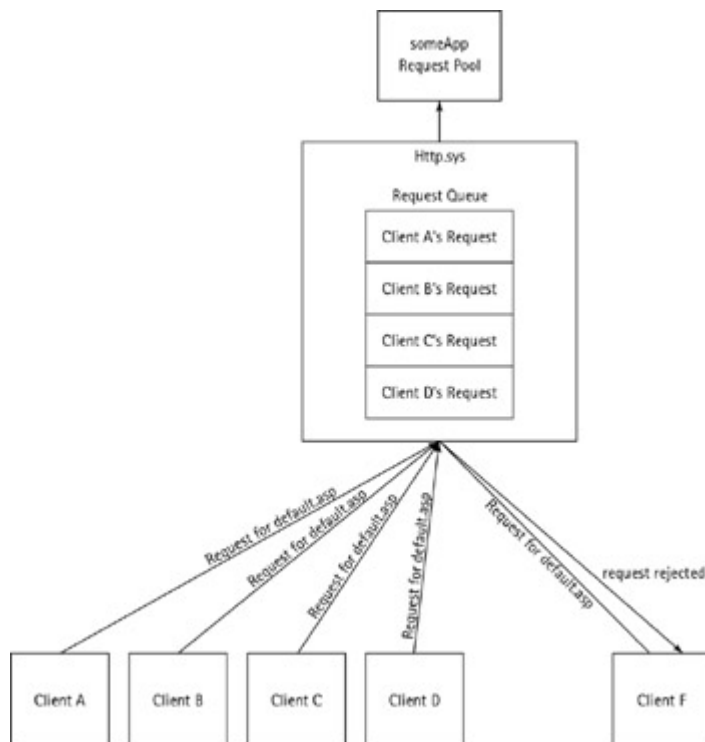 someApp
Request Pool
Http.sys
Request Queue
Client A's Request
Client B's Request
Client C's Request
Client D's Request
Request for default.asp
Request for default.asp
Request for default.asp
Request for default.asp
Request for default.asp
request rejected
Client A
Client B
Client C
Client D
Client F